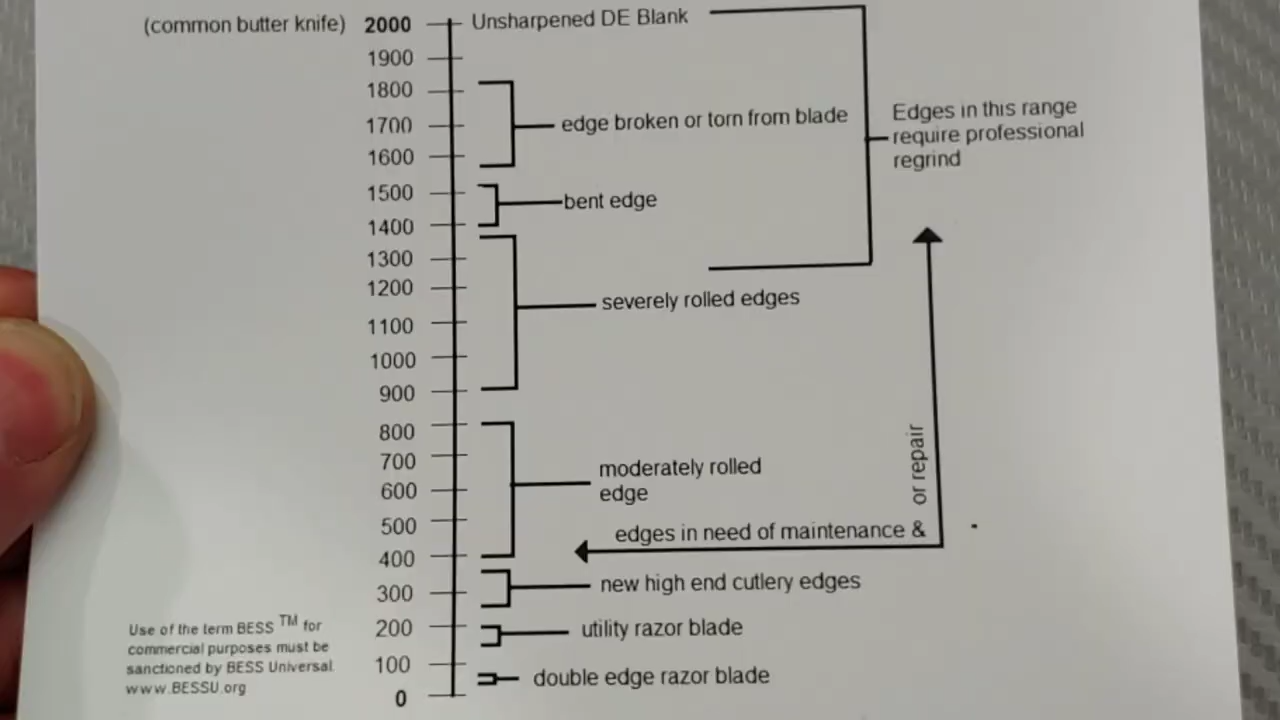 (common butter knife) 2000 Unsharpened DE Blank
1900
1800
1700 edge broken or torn from blade
Edges in this range
require professional
regrind
1600
1500
bent edge
1400
1300
1200
severely rolled edges
1100
1000
900
800
700
moderately rolled
edge
600
500
edges in need of maintenance &
or repair
400
new high end cutlery edges
300
200 utility razor blade
100
double edge razor blade
0
Use of the term BESS TM for
commercial purposes must be
sanctioned by BESS Universal.
www.BESSU.org